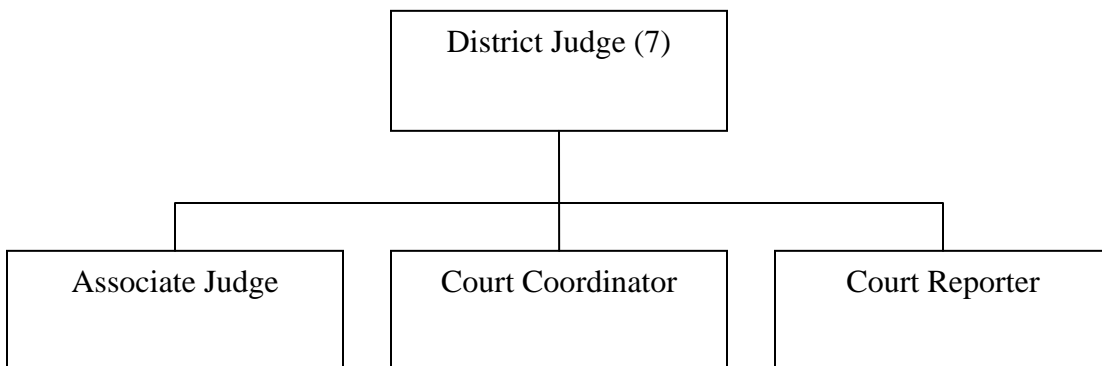 District Judge (7)
Associate Judge
Court Coordinator
Court Reporter